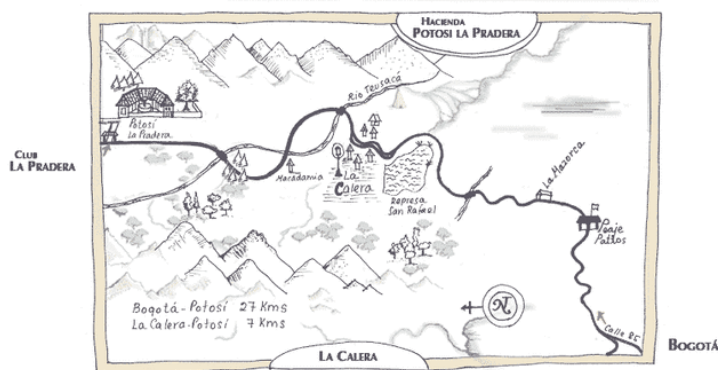 HACIENDA
POTOSI LA PRADERA
Rio Teusacá
Potosí
La Pradera
CLUB
LA PRADERA
Macadamia
La
Calera
Represa
San Rafael
La Mazorca
Peaje
Patios
N
Bogotá - Potosí 27 Kms
La Calera - Potosí 7 Kms
Calle 85
BOGOTÁ
LA CALERA